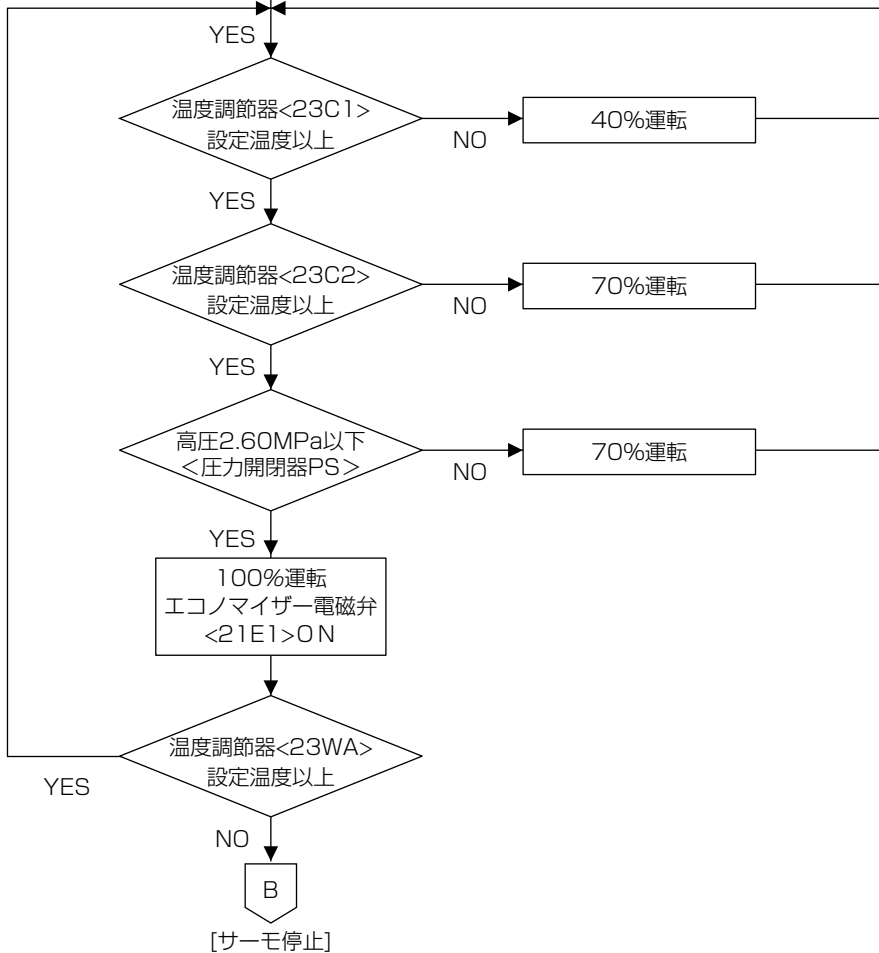 YES
温度調節器<23C1>
設定温度以上
NO
40%運転
YES
温度調節器<23C2>
設定温度以上
NO
70%運転
YES
高圧2.60MPa以下
<圧力開閉器PS>
NO
70%運転
YES
100%運転
エコノマイザー電磁弁
<21E1>ON
温度調節器<23WA>
設定温度以上
YES
NO
B
[サーモ停止]